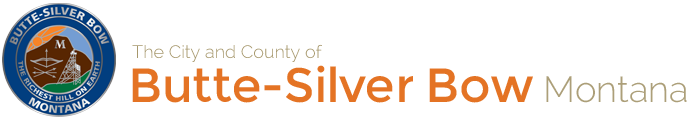 BUTTE-SILVER BOW
M
THE RICHEST HILL ON EARTH
MONTANA
The City and County of
Butte-Silver Bow Montana